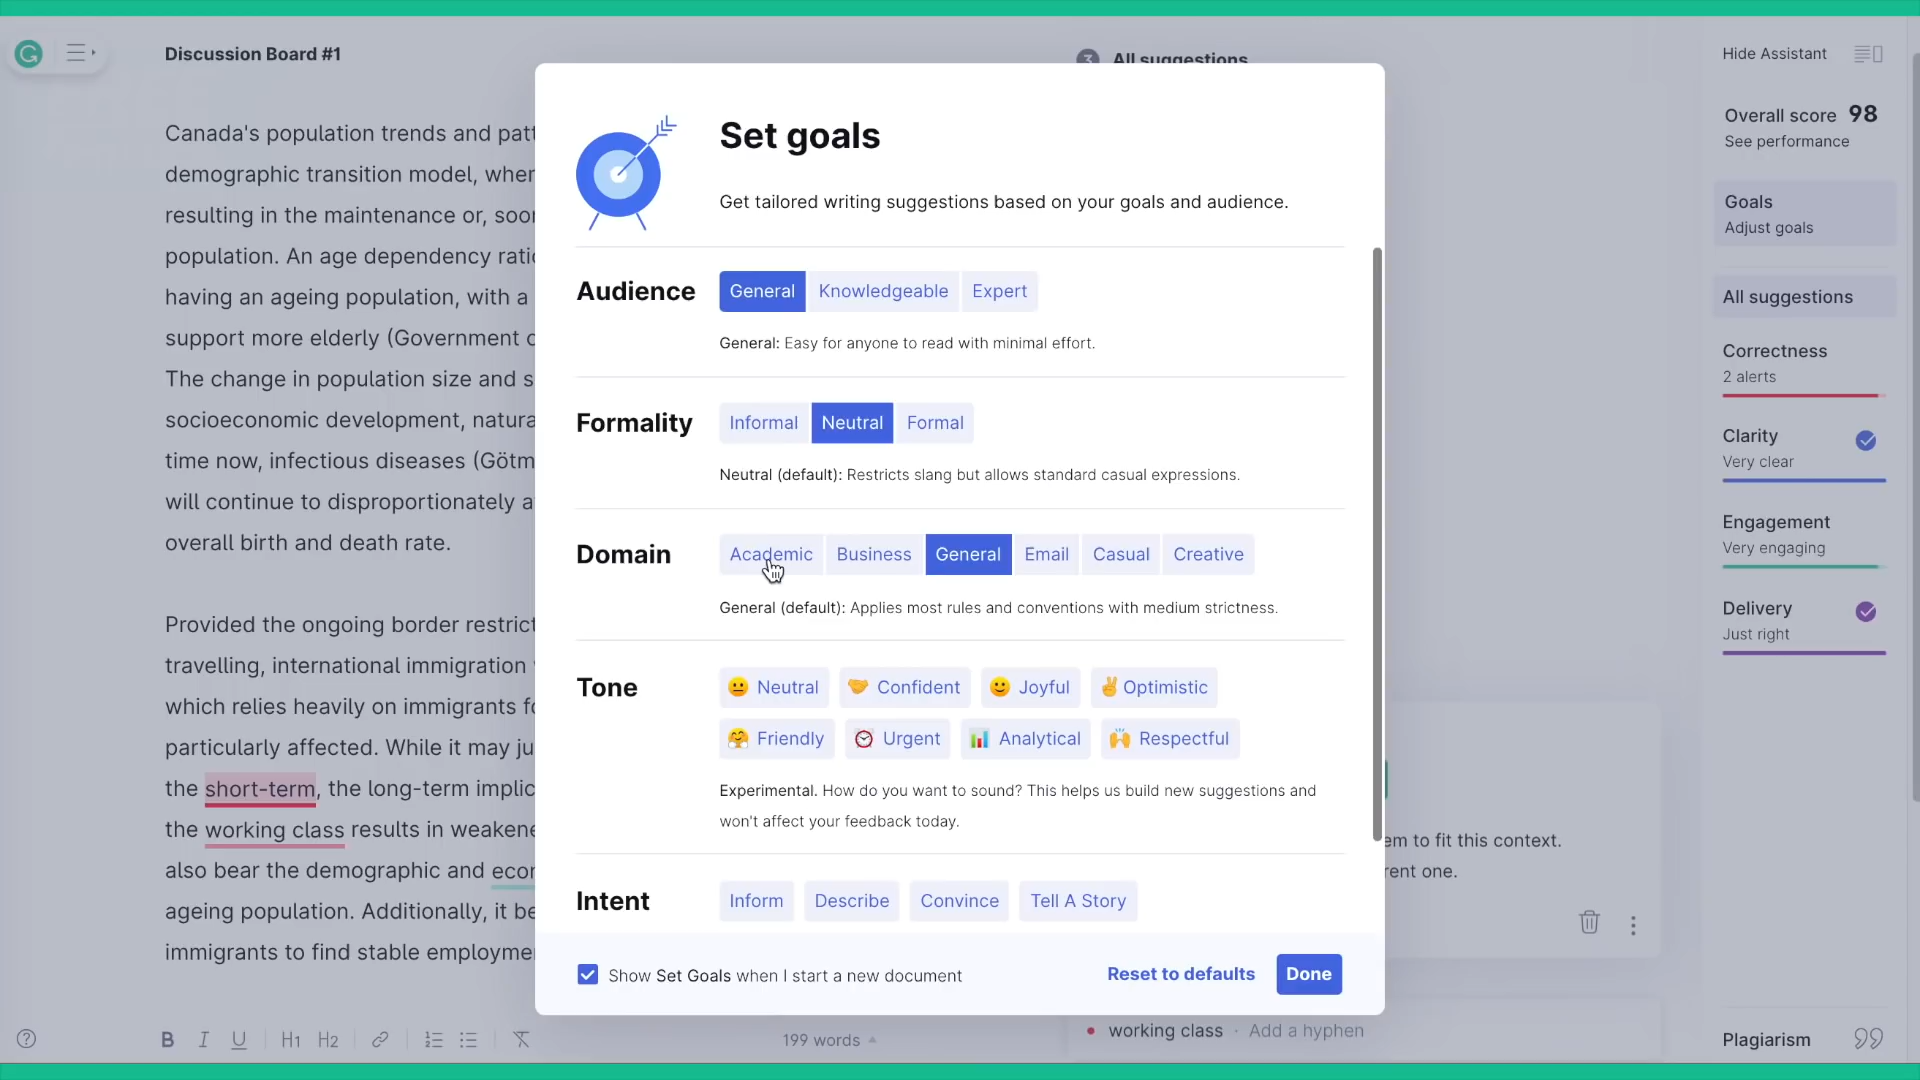 Discussion Board #1
Canada's population trends and patt
demographic transition model, wher
resulting in the maintenance or, soon
population. An age dependency ratio
having an ageing population, with a
support more elderly (Government o
The change in population size and s
socioeconomic development, natura
time now, infectious diseases (Götm
will continue to disproportionately a
overall birth and death rate.
Provided the ongoing border restrict
travelling, international immigration
which relies heavily on immigrants fo
particularly affected. While it may ju
the short-term, the long-term implic
the working class results in weakene
also bear the demographic and econ
ageing population. Additionally, it be
immigrants to find stable employme
B I U H1 H2
199 words
3 All suggestions
Set goals
Get tailored writing suggestions based on your goals and audience.
Audience
General Knowledgeable Expert
General: Easy for anyone to read with minimal effort.
Formality
Informal Neutral Formal
Neutral (default): Restricts slang but allows standard casual expressions.
Domain
Academic Business General Email Casual Creative
General (default): Applies most rules and conventions with medium strictness.
Tone
Neutral Confident Joyful Optimistic
Friendly Urgent Analytical Respectful
Experimental. How do you want to sound? This helps us build new suggestions and
won't affect your feedback today.
Intent
Inform Describe Convince Tell A Story
Show Set Goals when I start a new document
Reset to defaults
Done
em to fit this context.
rent one.
working class · Add a hyphen
Hide Assistant
Overall score 98
See performance
Goals
Adjust goals
All suggestions
Correctness
2 alerts
Clarity
Very clear
Engagement
Very engaging
Delivery
Just right
Plagiarism